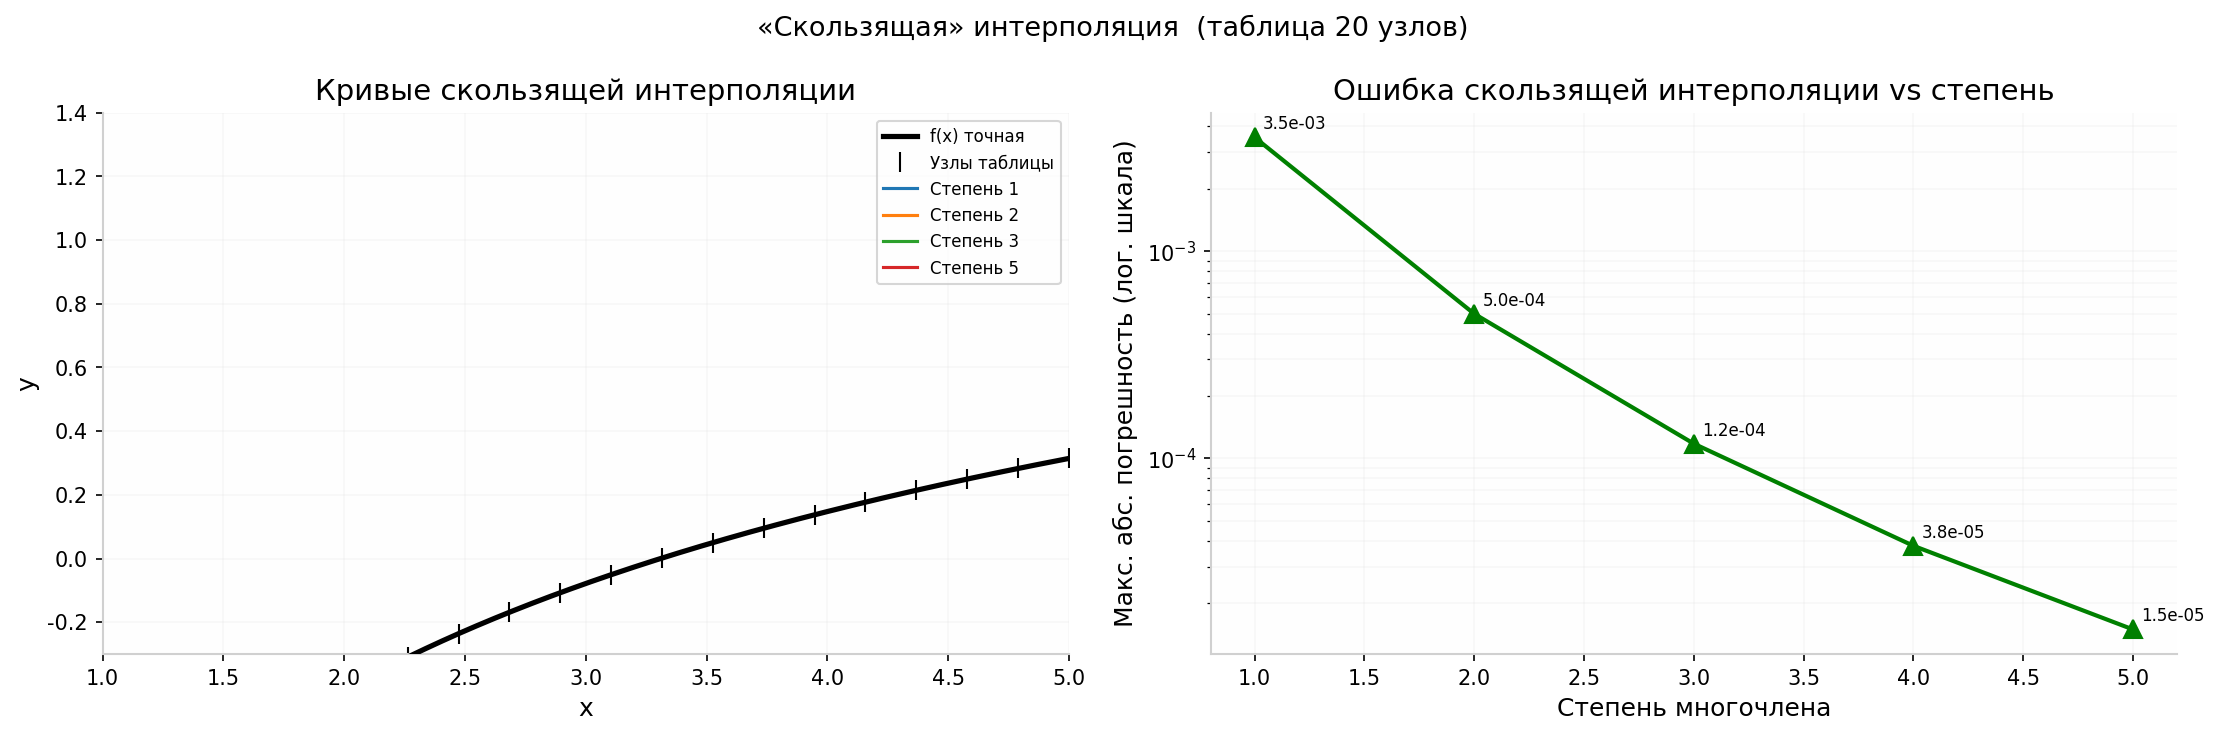 «Скользящая» интерполяция  (таблица 20 узлов)
Кривые скользящей интерполяции
y
1.4
1.2
1.0
0.8
0.6
0.4
0.2
0.0
-0.2
1.0 1.5 2.0 2.5 3.0 3.5 4.0 4.5 5.0
x
f(x) точная
Узлы таблицы
Степень 1
Степень 2
Степень 3
Степень 5
Ошибка скользящей интерполяции vs степень
Макс. абс. погрешность (лог. шкала)
10⁻³
10⁻⁴
3.5e-03
5.0e-04
1.2e-04
3.8e-05
1.5e-05
1.0 1.5 2.0 2.5 3.0 3.5 4.0 4.5 5.0
Степень многочлена